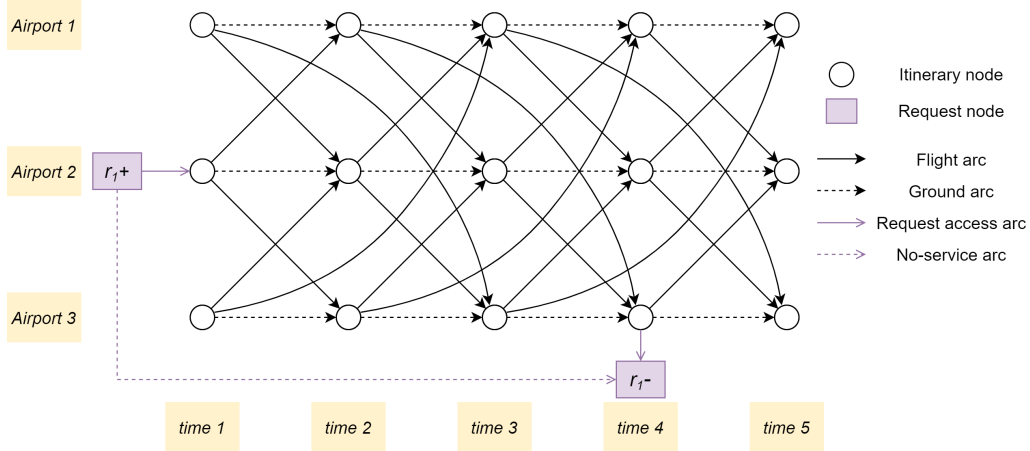 Airport 1
Itinerary node
Request node
Airport 2
r1+
Flight arc
Ground arc
Request access arc
No-service arc
Airport 3
r1-
time 1
time 2
time 3
time 4
time 5